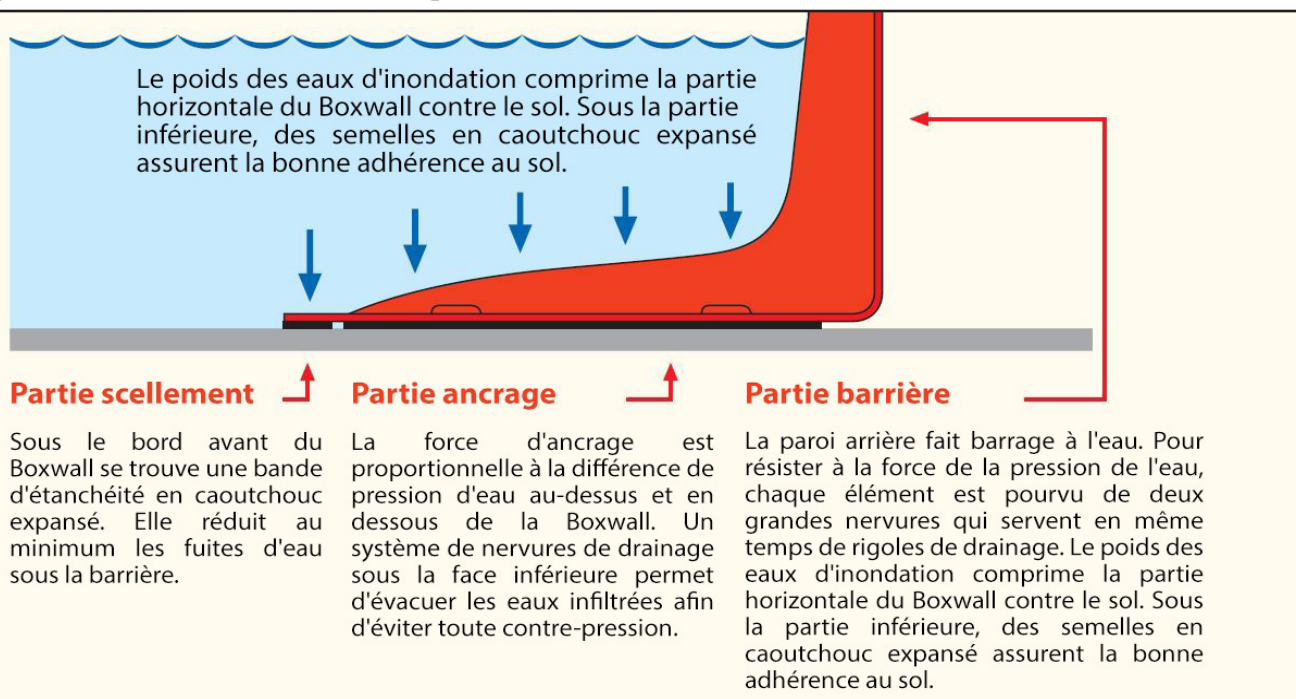 Le poids des eaux d'inondation comprime la partie
horizontale du Boxwall contre le sol. Sous la partie
inférieure, des semelles en caoutchouc expansé
assurent la bonne adhérence au sol.
Partie scellement
Sous le bord avant du
Boxwall se trouve une bande
d'étanchéité en caoutchouc
expansé. Elle réduit au
minimum les fuites d'eau
sous la barrière.
Partie ancrage
La force d'ancrage est
proportionnelle à la différence de
pression d'eau au-dessus et en
dessous de la Boxwall. Un
système de nervures de drainage
sous la face inférieure permet
d'évacuer les eaux infiltrées afin
d'éviter toute contre-pression.
Partie barrière
La paroi arrière fait barrage à l'eau. Pour
résister à la force de la pression de l'eau,
chaque élément est pourvu de deux
grandes nervures qui servent en même
temps de rigoles de drainage. Le poids des
eaux d'inondation comprime la partie
horizontale du Boxwall contre le sol. Sous
la partie inférieure, des semelles en
caoutchouc expansé assurent la bonne
adhérence au sol.